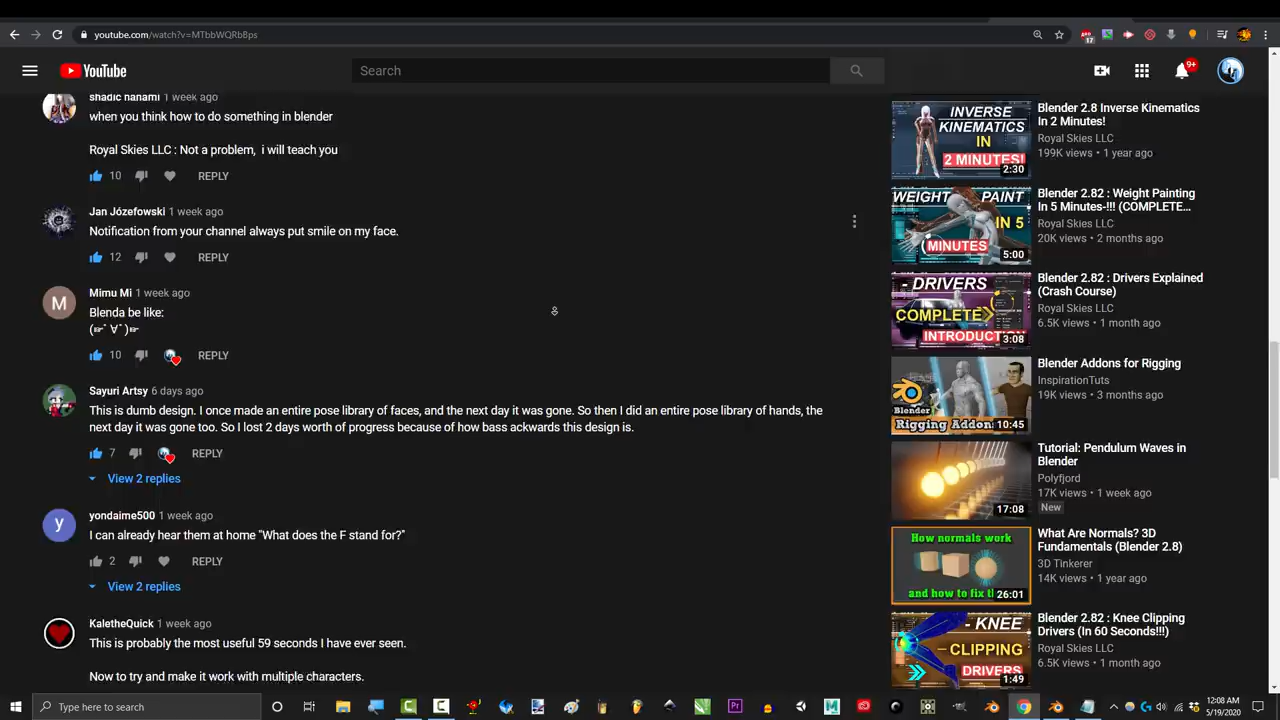 youtube.com/watch?v=MTbbWQRbBps
17
YouTube
Search
9+
shadic nanami 1 week ago
when you think how to do something in blender
Royal Skies LLC : Not a problem, i will teach you
10 REPLY
Jan Józefowski 1 week ago
Notification from your channel always put smile on my face.
12 REPLY
M
Mimu Mi 1 week ago
Blenga be like:
10 REPLY
Sayuri Artsy 6 days ago
This is dumb design. I once made an entire pose library of faces, and the next day it was gone. So then I did an entire pose library of hands, the
next day it was gone too. So I lost 2 days worth of progress because of how bass ackwards this design is.
7 REPLY
View 2 replies
y
yondaime500 1 week ago
I can already hear them at home "What does the F stand for?"
2 REPLY
View 2 replies
KaletheQuick 1 week ago
This is probably the most useful 59 seconds I have ever seen.
Now to try and make it work with multiple characters.
INVERSE
KINEMATICS
IN
2 MINUTES!
2:30
Blender 2.8 Inverse Kinematics
In 2 Minutes!
Royal Skies LLC
199K views • 1 year ago
WEIGHT PAINT
IN 5
MINUTES
5:00
Blender 2.82 : Weight Painting
In 5 Minutes-!!! (COMPLETE...
Royal Skies LLC
20K views • 2 months ago
- DRIVERS
COMPLETE
INTRODUCTI
3:08
Blender 2.82 : Drivers Explained
(Crash Course)
Royal Skies LLC
6.5K views • 1 month ago
Blender
Rigging Addon
10:45
Blender Addons for Rigging
InspirationTuts
19K views • 3 months ago
17:08
Tutorial: Pendulum Waves in
Blender
Polyfjord
17K views • 1 week ago
New
How normals work
and how to fix t
26:01
What Are Normals? 3D
Fundamentals (Blender 2.8)
3D Tinkerer
14K views • 1 year ago
- KNEE
CLIPPING
DRIVERS
1:49
Blender 2.82 : Knee Clipping
Drivers (In 60 Seconds!!!)
Royal Skies LLC
6.5K views • 1 month ago
Type here to search
12:08 AM
5/19/2020